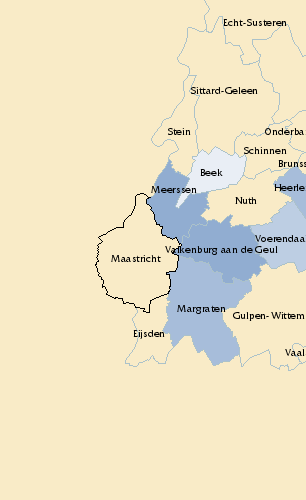 Echt-Susteren
Sittard-Geleen
Stein
Onderba
Schinnen
Brunss
Beek
Meerssen
Heerle
Nuth
Voerendaa
Valkenburg aan de Geul
Maastricht
Margraten
Gulpen- Wittem
Eijsden
Vaal